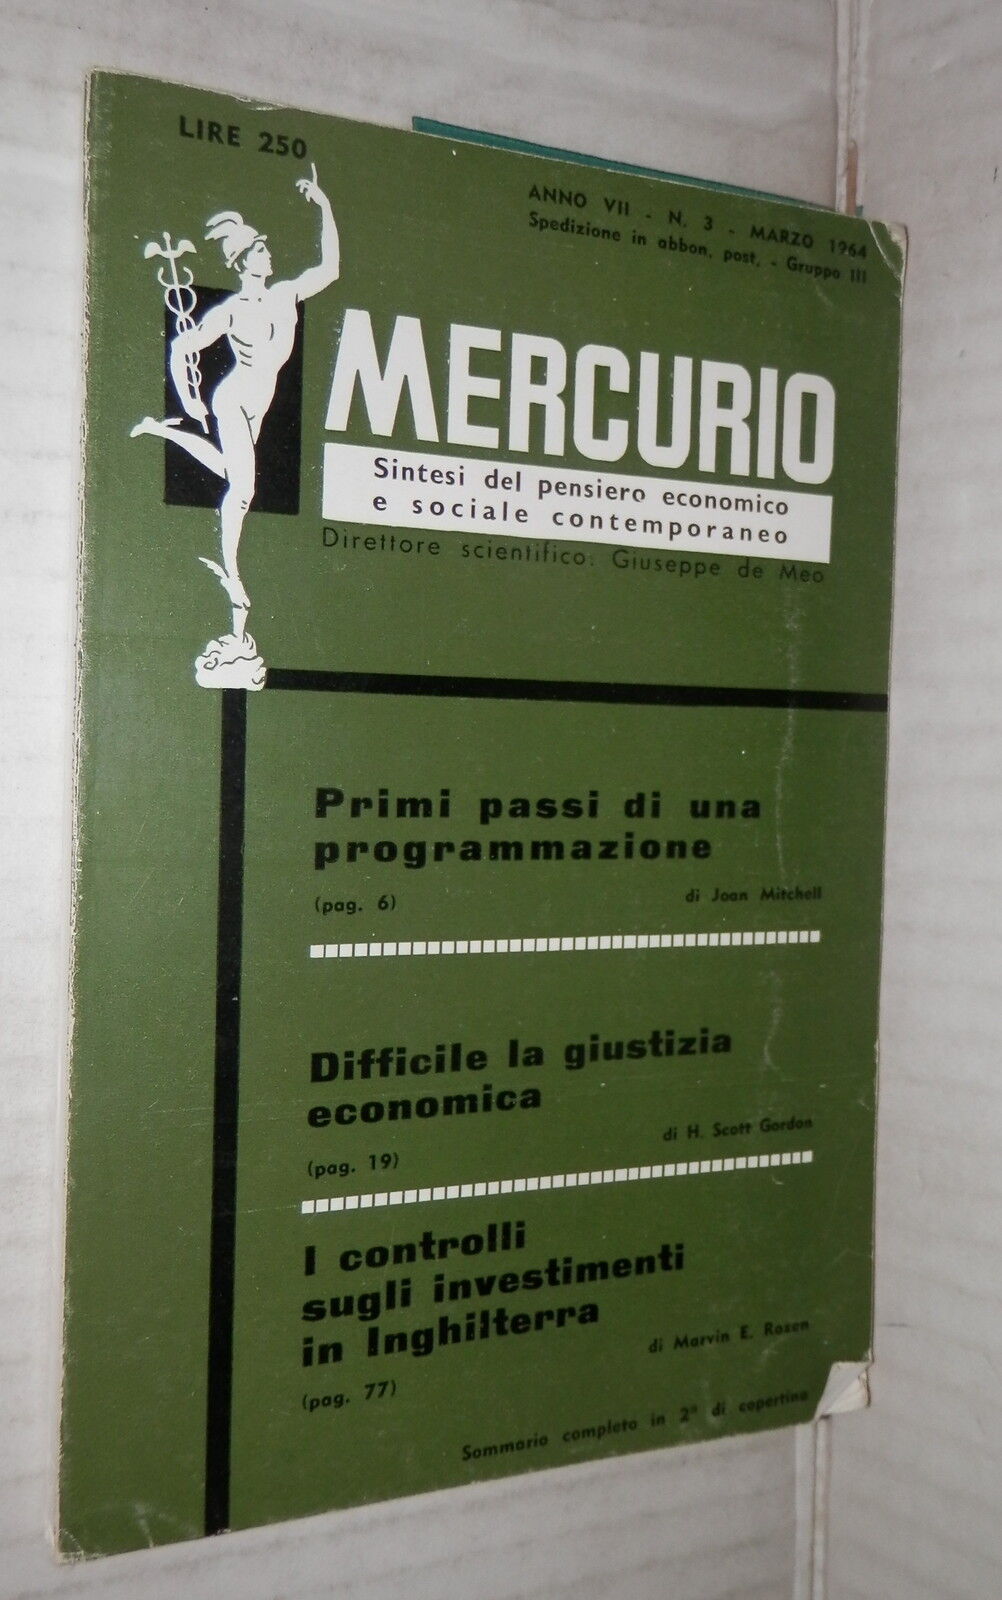 LIRE 250
ANNO VII - N. 3 - MARZO 1964
Spedizione in abbon. post. - Gruppo III
MERCURIO
Sintesi del pensiero economico
e sociale contemporaneo
Direttore scientifico: Giuseppe de Meo
Primi passi di una
programmazione
(pag. 6) di Joan Mitchell
Difficile la giustizia
economica
(pag. 19) di H. Scott Gordon
I controlli
sugli investimenti
in Inghilterra
(pag. 77) di Marvin E. Rozen
Sommario completo in 2ª di copertina